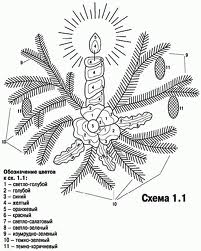 Обозначение цветов
к сх. 1.1:
1 – светло-голубой
2 – голубой
3 – синий
4 – желтый
5 – оранжевый
6 – красный
7 – светло-салатовый
8 – светло-зеленый
9 – изумрудно-зеленый
10 – темно-зеленый
11 – темно-коричневый
Схема 1.1
10